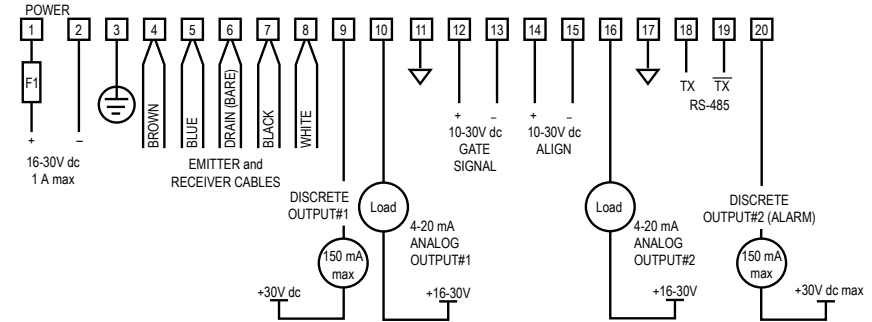 POWER
1 2 3 4 5 6 7 8 9 10 11 12 13 14 15 16 17 18 19 20
F1
BROWN
BLUE
DRAIN (BARE)
BLACK
WHITE
+ –
16-30V dc
1 A max
EMITTER and
RECEIVER CABLES
DISCRETE
OUTPUT#1
150 mA
max
+30V dc
Load
4-20 mA
ANALOG
OUTPUT#1
+16-30V
+ –
10-30V dc
GATE
SIGNAL
+ –
10-30V dc
ALIGN
Load
4-20 mA
ANALOG
OUTPUT#2
+16-30V
TX TX
RS-485
DISCRETE
OUTPUT#2 (ALARM)
150 mA
max
+30V dc max